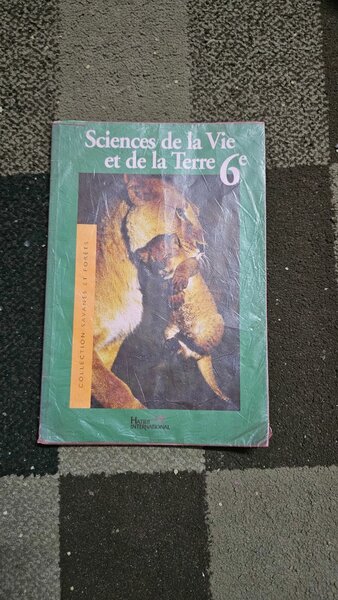 Sciences de la Vie
et de la Terre 6e
COLLECTION SAVANES ET FORÊTS
HATIER
INTERNATIONAL